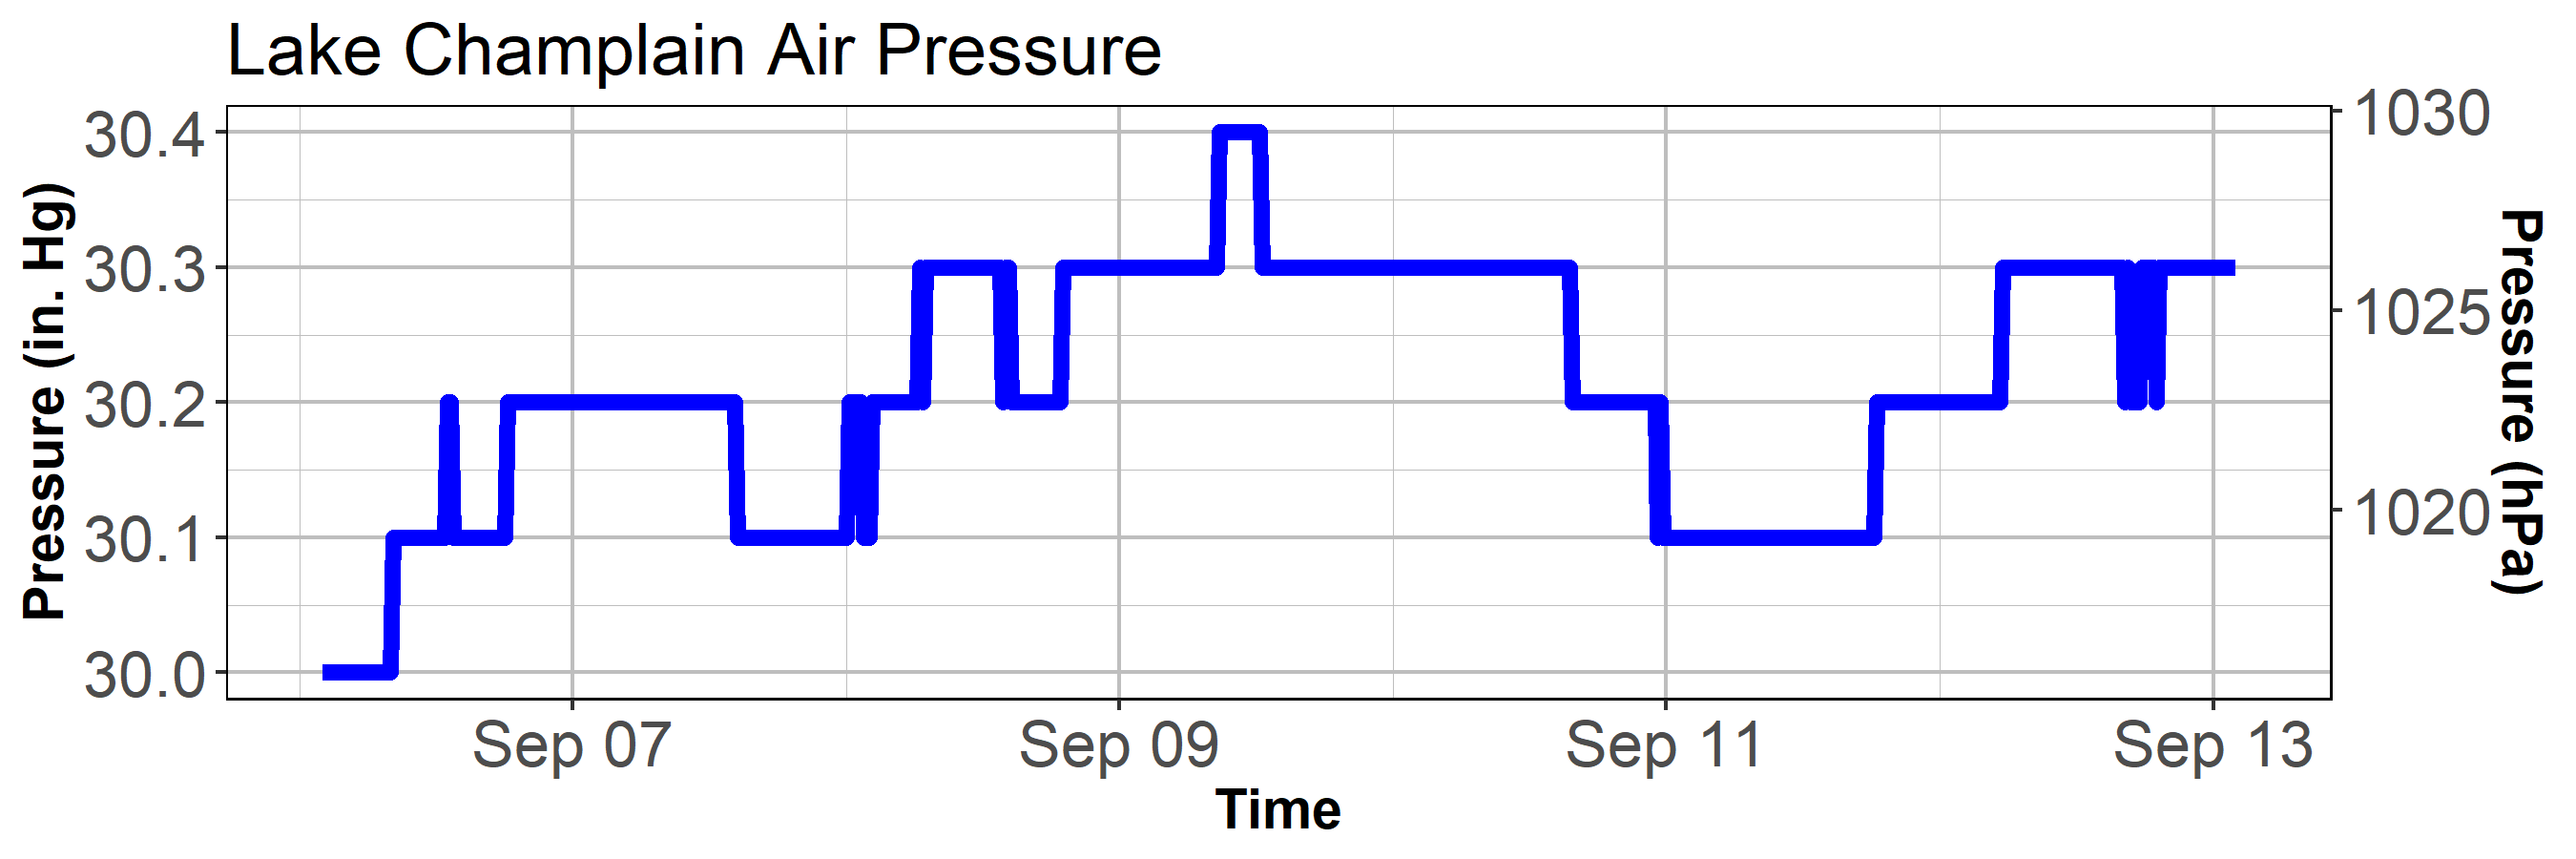 Lake Champlain Air Pressure
Pressure (in. Hg)
30.4
30.3
30.2
30.1
30.0
1030
1025
1020
Pressure (hPa)
Sep 07 Sep 09 Sep 11 Sep 13
Time